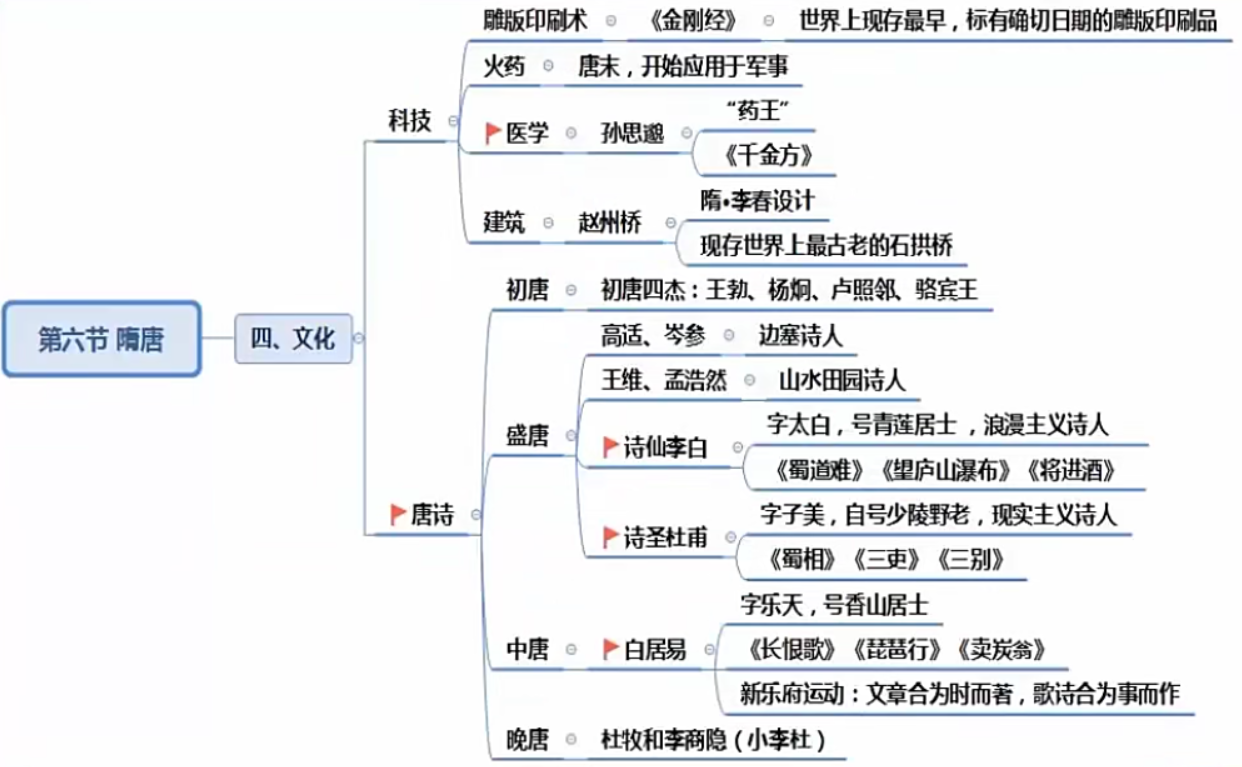 第六节 隋唐
四、文化
科技
雕版印刷术
《金刚经》
世界上现存最早，标有确切日期的雕版印刷品
火药
唐末，开始应用于军事
医学
孙思邈
“药王”
《千金方》
建筑
赵州桥
隋·李春设计
现存世界上最古老的石拱桥
唐诗
初唐
初唐四杰：王勃、杨炯、卢照邻、骆宾王
盛唐
高适、岑参
边塞诗人
王维、孟浩然
山水田园诗人
诗仙李白
字太白，号青莲居士 ，浪漫主义诗人
《蜀道难》《望庐山瀑布》《将进酒》
诗圣杜甫
字子美，自号少陵野老，现实主义诗人
《蜀相》《三吏》《三别》
中唐
白居易
字乐天，号香山居士
《长恨歌》《琵琶行》《卖炭翁》
新乐府运动：文章合为时而著，歌诗合为事而作
晚唐
杜牧和李商隐（小李杜）